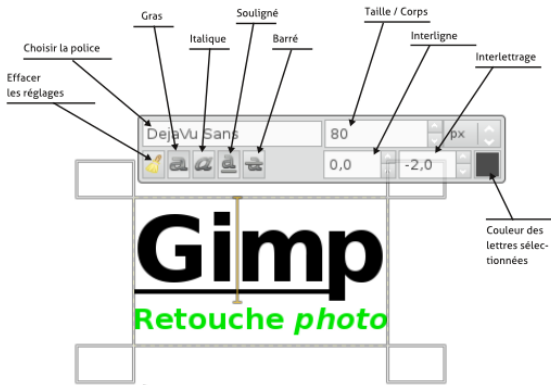 Souligné
Taille / Corps
Gras
Italique
Barré
Interligne
Choisir la police
Interlettrage
Effacer
les réglages
DejaVu Sans
80
px
a a a a
0,0
-2,0
Couleur des
lettres sélec-
tionnées
Gimp
Retouche photo